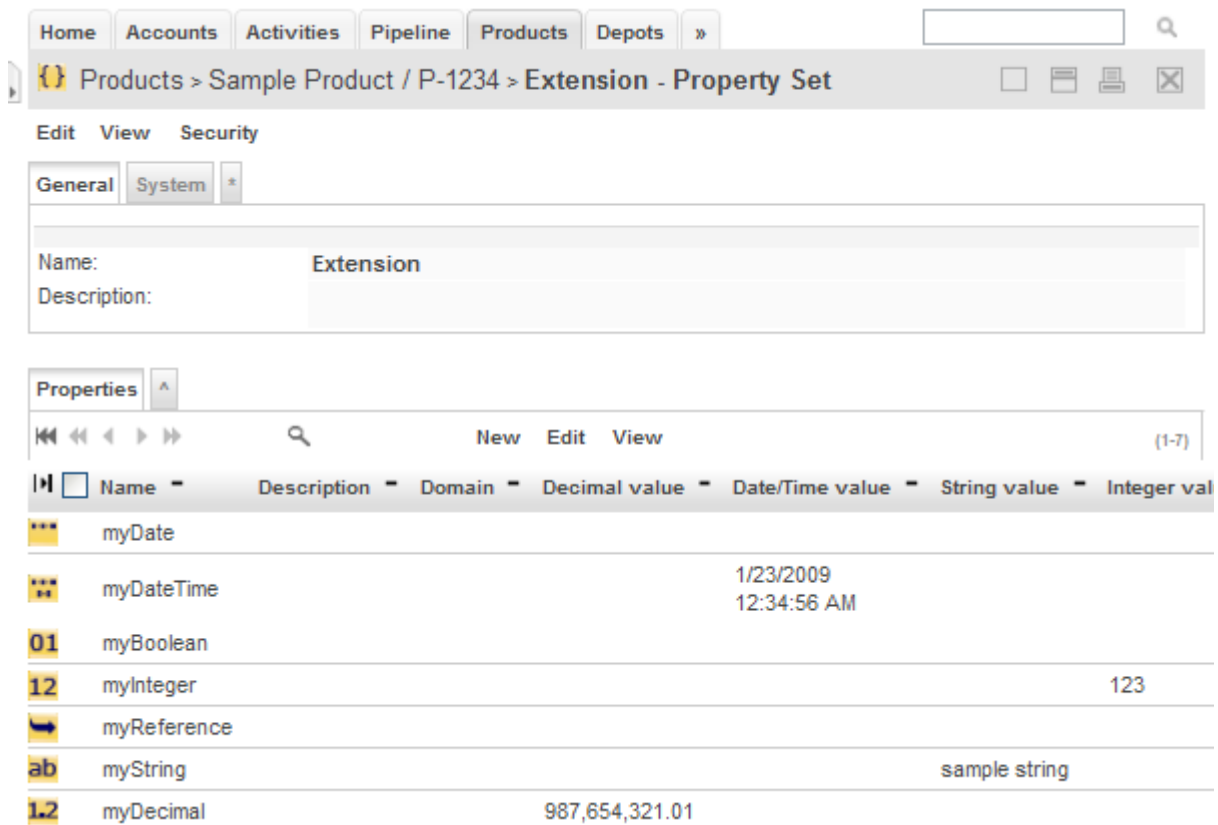 Home Accounts Activities Pipeline Products Depots »
{} Products > Sample Product / P-1234 > Extension - Property Set
Edit View Security
General System *
Name: Extension
Description:
Properties ^
New Edit View (1-7)
Name Description Domain Decimal value Date/Time value String value Integer val
myDate
myDateTime 1/23/2009
12:34:56 AM
01 myBoolean
12 myInteger 123
myReference
ab myString sample string
1.2 myDecimal 987,654,321.01